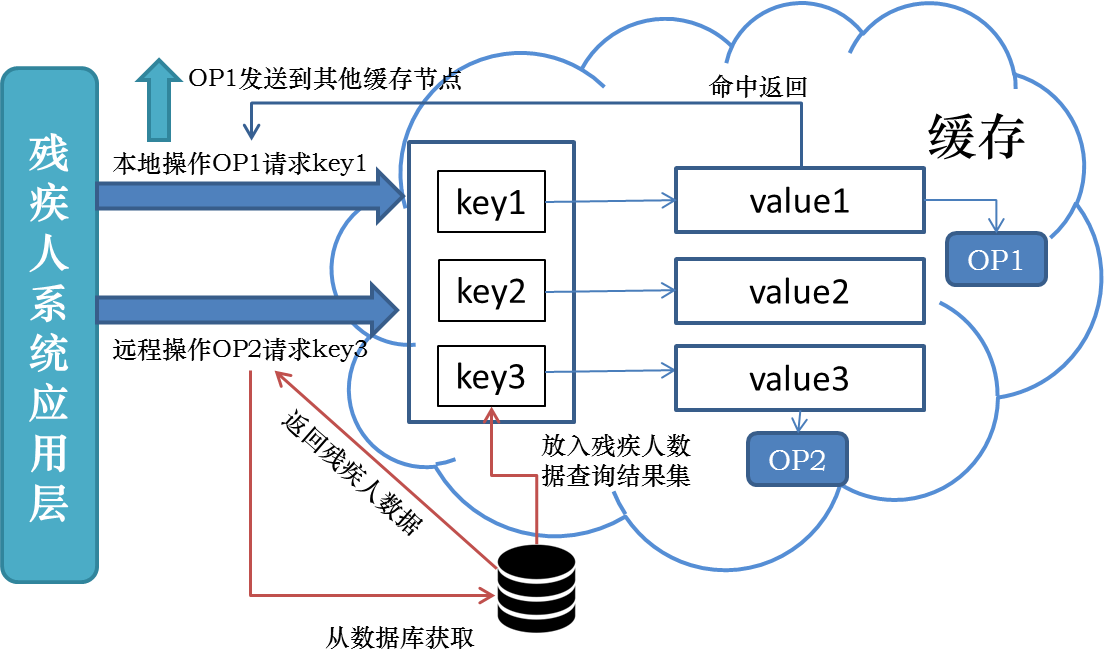 残疾人系统应用层
OP1发送到其他缓存节点
命中返回
缓存
本地操作OP1请求key1
key1
value1
OP1
key2
value2
远程操作OP2请求key3
key3
value3
OP2
返回残疾人数据
放入残疾人数
据查询结果集
从数据库获取